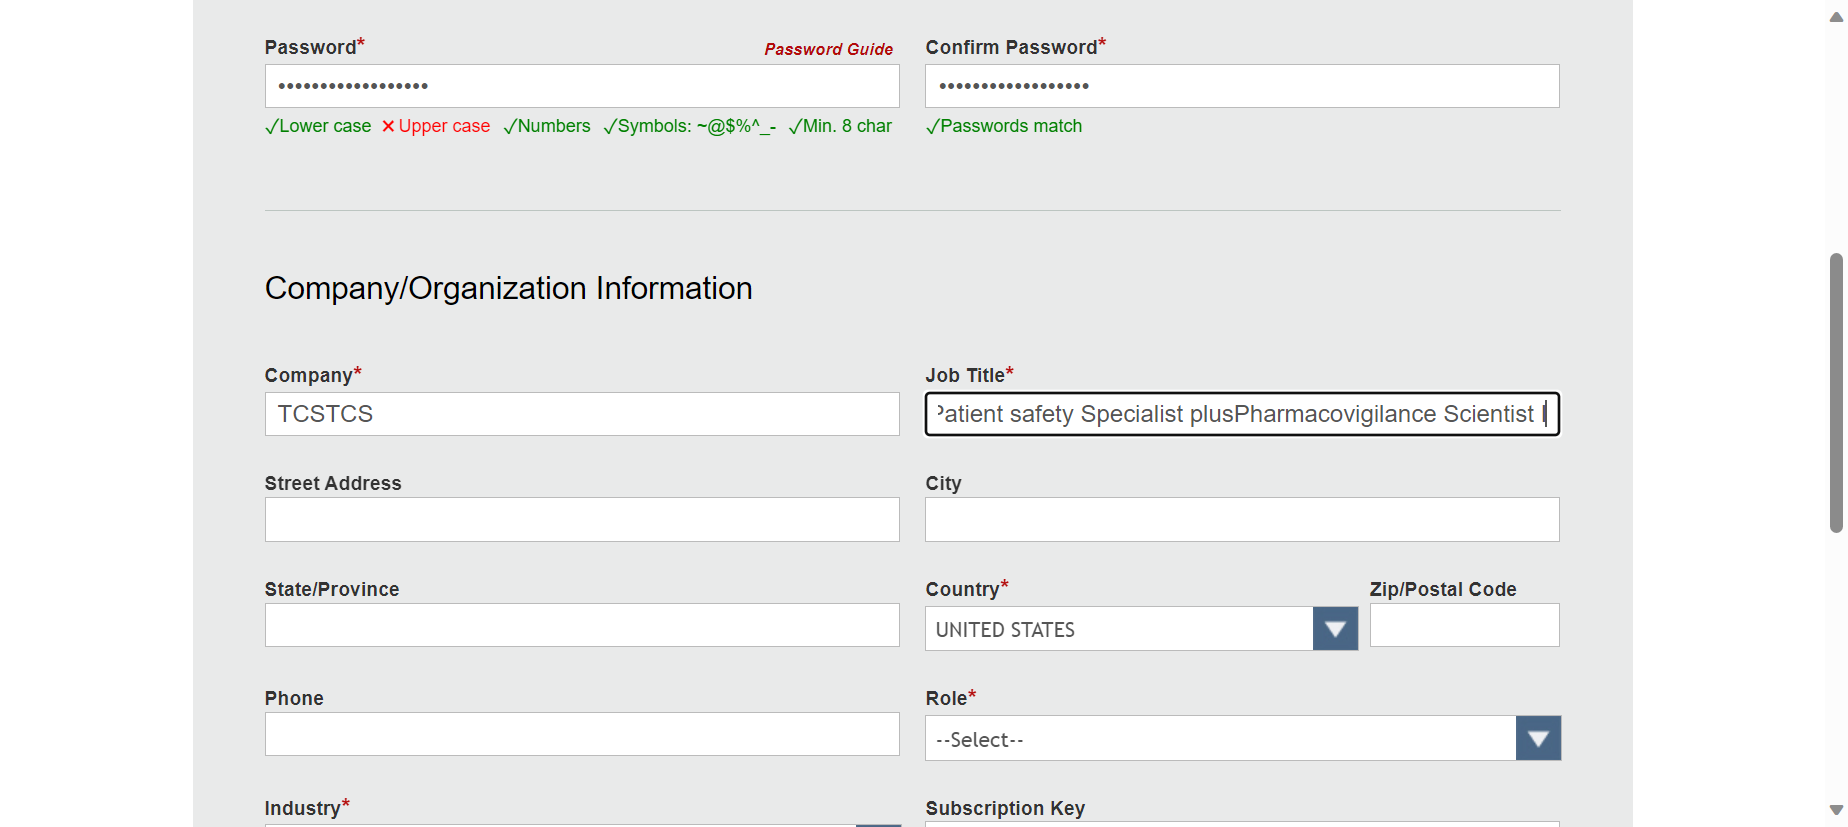 Password* Password Guide Confirm Password*
•••••••••••••••••• ••••••••••••••••••
✓Lower case ✕ Upper case ✓Numbers ✓Symbols: ~@$%^_- ✓Min. 8 char ✓Passwords match
Company/Organization Information
Company* Job Title*
TCSTCS Patient safety Specialist plusPharmacovigilance Scientist I
Street Address City
State/Province Country* Zip/Postal Code
UNITED STATES
Phone Role*
--Select--
Industry* Subscription Key